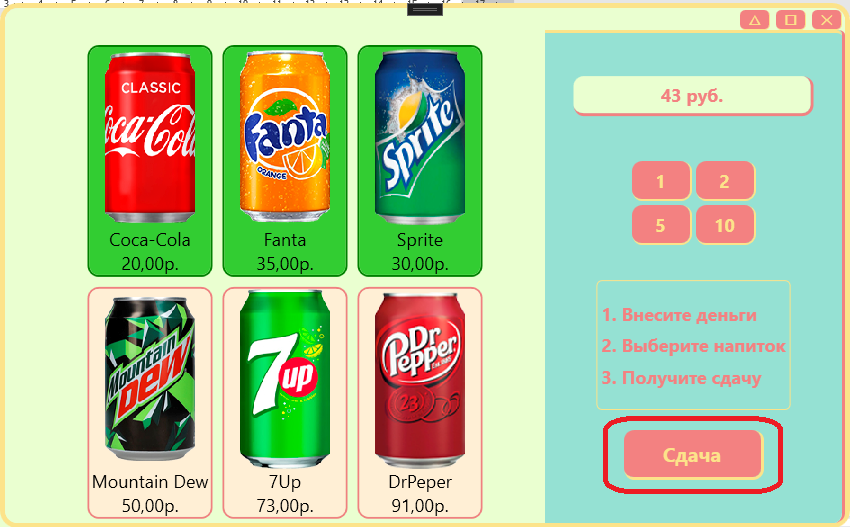 43 руб.
1 2
5 10
1. Внесите деньги
2. Выберите напиток
3. Получите сдачу
Сдача
CLASSIC
Coca-Cola
Fanta
ORANGE
Sprite
Coca-Cola Fanta Sprite
20,00р. 35,00р. 30,00р.
Mountain
Dew
7up
Dr
Pepper
23
Mountain Dew 7Up DrPeper
50,00р. 73,00р. 91,00р.